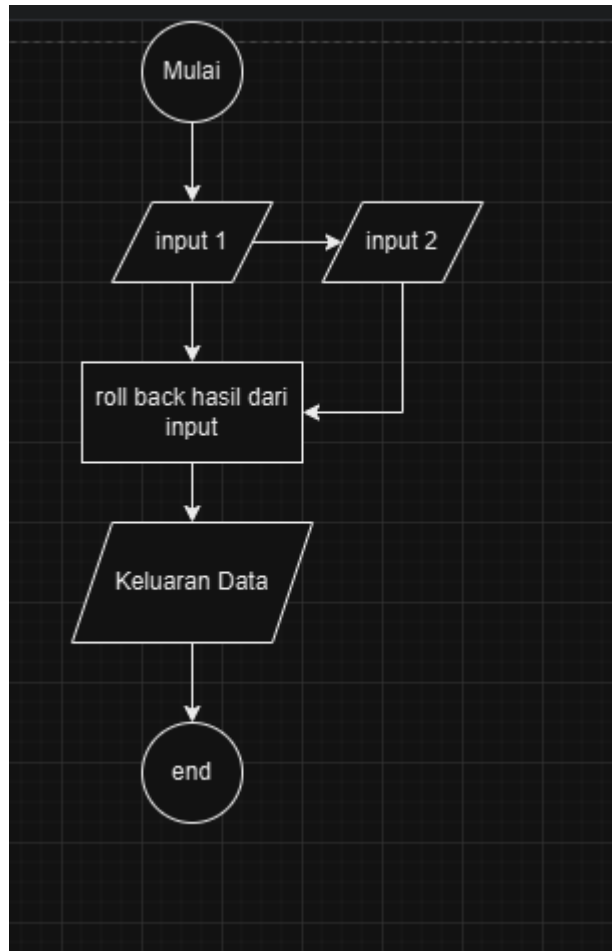 Mulai
input 1
input 2
roll back hasil dari
input
Keluaran Data
end